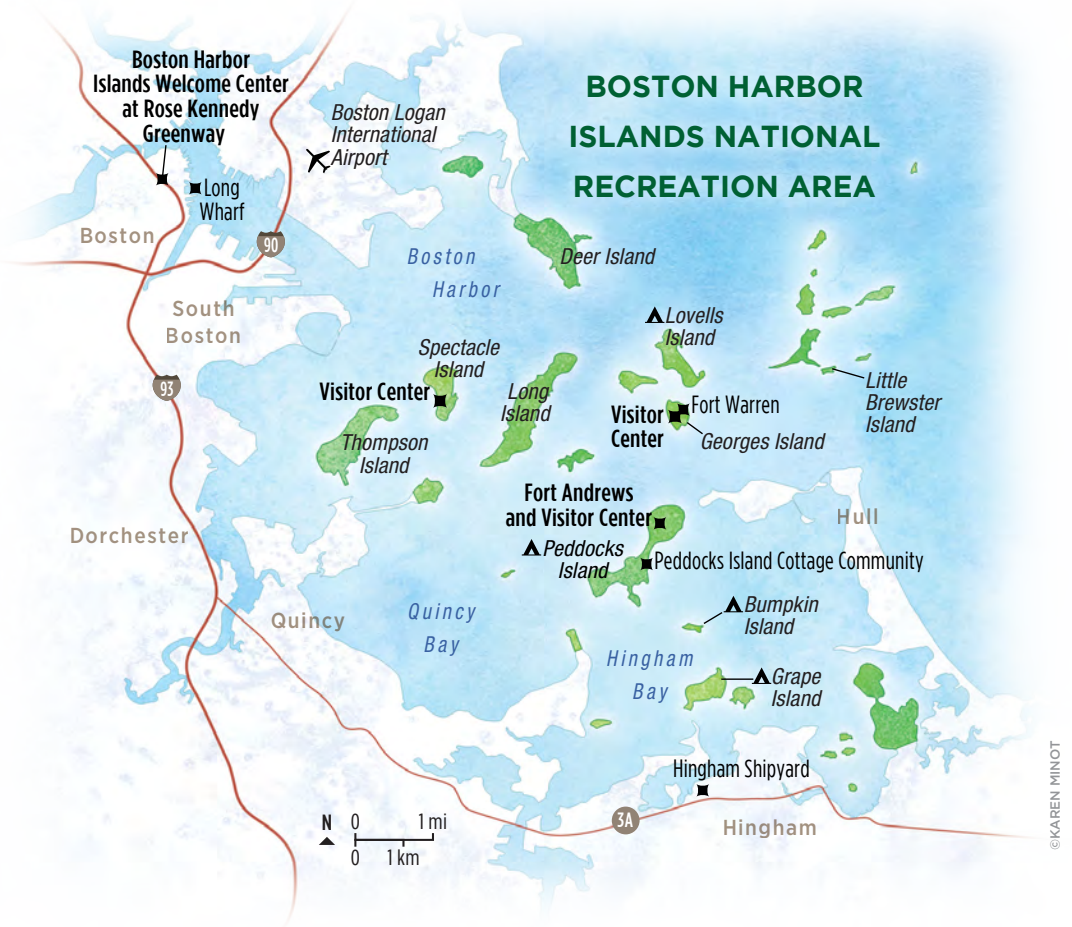 Boston Harbor
Islands Welcome Center
at Rose Kennedy
Greenway
BOSTON HARBOR
ISLANDS NATIONAL
RECREATION AREA
Boston Logan
International
Airport
Long
Wharf
Boston
90
Boston
Harbor
Deer Island
South
Boston
Lovells
Island
Spectacle
Island
93
Visitor Center
Long
Island
Little
Brewster
Island
Fort Warren
Visitor
Center
Georges Island
Thompson
Island
Fort Andrews
and Visitor Center
Hull
Dorchester
Peddocks
Island
Peddocks Island Cottage Community
Quincy
Quincy
Bay
Bumpkin
Island
Hingham
Bay
Grape
Island
Hingham Shipyard
3A
Hingham
N
0 1 mi
0 1 km
©KAREN MINOT